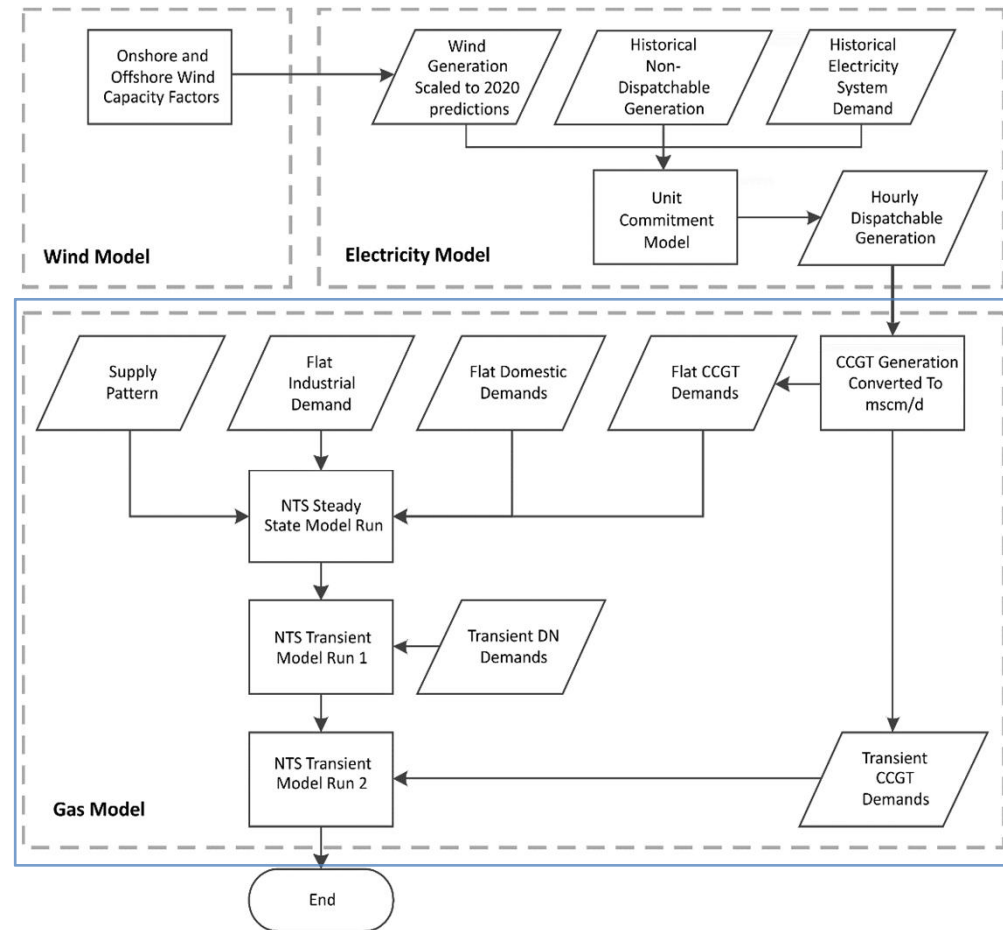 Onshore and
Offshore Wind
Capacity Factors
Wind Model
Wind
Generation
Scaled to 2020
predictions
Historical
Non-
Dispatchable
Generation
Historical
Electricity
System
Demand
Unit
Commitment
Model
Hourly
Dispatchable
Generation
Electricity Model
Supply
Pattern
Flat
Industrial
Demand
Flat Domestic
Demands
Flat CCGT
Demands
CCGT Generation
Converted To
mscm/d
NTS Steady
State Model Run
NTS Transient
Model Run 1
Transient DN
Demands
NTS Transient
Model Run 2
Transient
CCGT
Demands
Gas Model
End